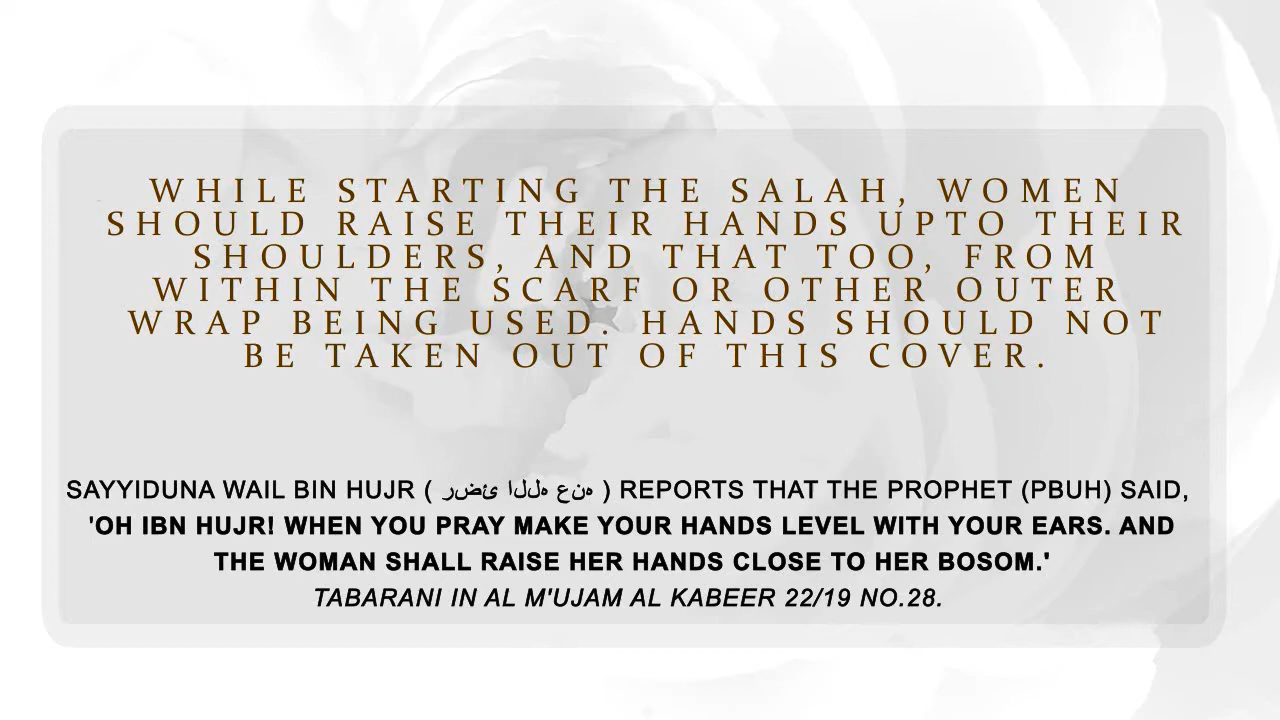 WHILE STARTING THE SALAH, WOMEN
SHOULD RAISE THEIR HANDS UPTO THEIR
SHOULDERS, AND THAT TOO, FROM
WITHIN THE SCARF OR OTHER OUTER
WRAP BEING USED. HANDS SHOULD NOT
BE TAKEN OUT OF THIS COVER.
SAYYIDUNA WAIL BIN HUJR ( رضئ اللہ عنہ ) REPORTS THAT THE PROPHET (PBUH) SAID,
'OH IBN HUJR! WHEN YOU PRAY MAKE YOUR HANDS LEVEL WITH YOUR EARS. AND
THE WOMAN SHALL RAISE HER HANDS CLOSE TO HER BOSOM.'
TABARANI IN AL M'UJAM AL KABEER 22/19 NO.28.